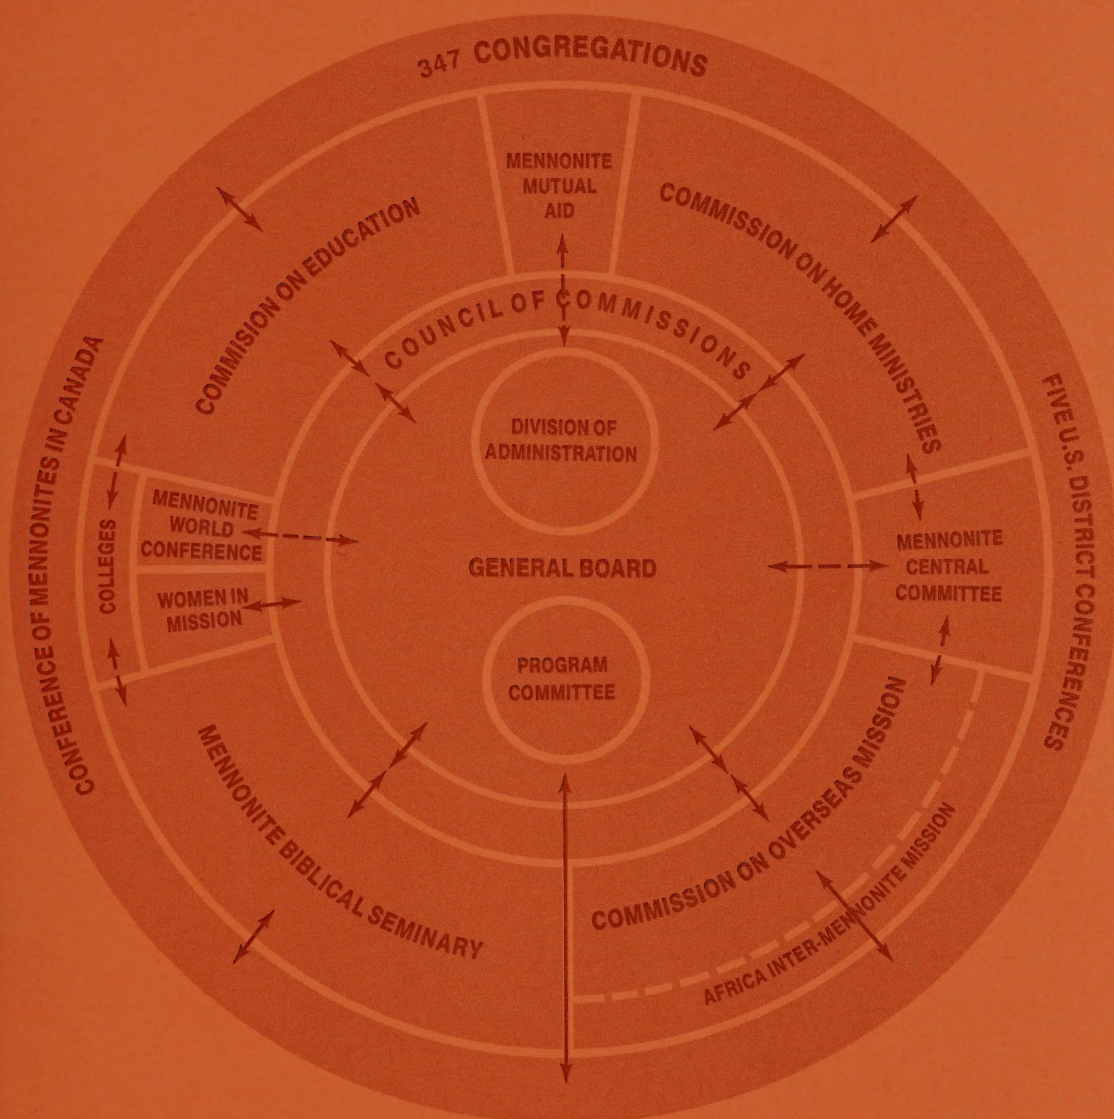 347 CONGREGATIONS
MENNONITE
MUTUAL
AID
COMMISION ON EDUCATION
COMMISSION ON HOME MINISTRIES
COUNCIL OF COMMISSIONS
CONFERENCE OF MENNONITES IN CANADA
FIVE U.S. DISTRICT CONFERENCES
DIVISION OF
ADMINISTRATION
COLLEGES
MENNONITE
WORLD
CONFERENCE
WOMEN IN
MISSION
GENERAL BOARD
MENNONITE
CENTRAL
COMMITTEE
PROGRAM
COMMITTEE
MENNONITE BIBLICAL SEMINARY
COMMISSION ON OVERSEAS MISSION
AFRICA INTER-MENNONITE MISSION